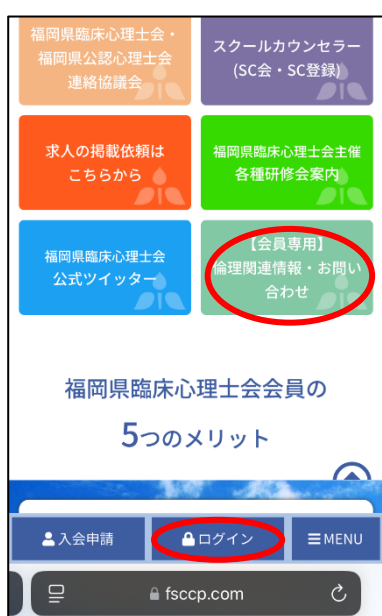 福岡県臨床心理士会・
福岡県公認心理士会
連絡協議会
スクールカウンセラー
(SC会・SC登録)
求人の掲載依頼は
こちらから
福岡県臨床心理士会主催
各種研修会案内
福岡県臨床心理士会
公式ツイッター
【会員専用】
倫理関連情報・お問い
合わせ
福岡県臨床心理士会会員の
5つのメリット
入会申請
ログイン
MENU
fsccp.com